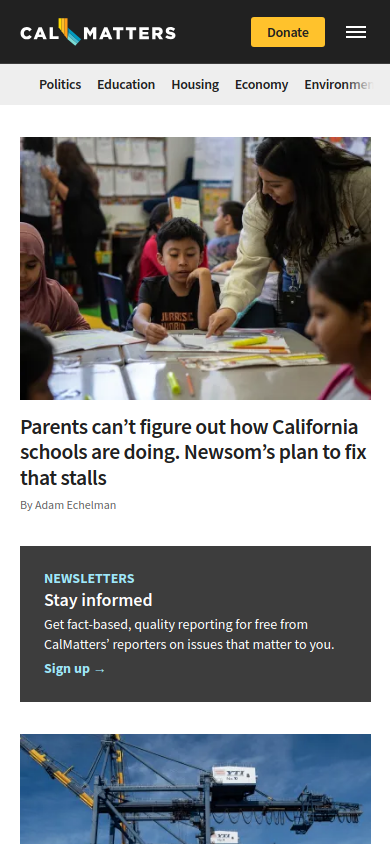 CAL MATTERS
Donate
Politics Education Housing Economy Environmen
Parents can’t figure out how California
schools are doing. Newsom’s plan to fix
that stalls
By Adam Echelman
NEWSLETTERS
Stay informed
Get fact-based, quality reporting for free from
CalMatters’ reporters on issues that matter to you.
Sign up →
YTI
YTI